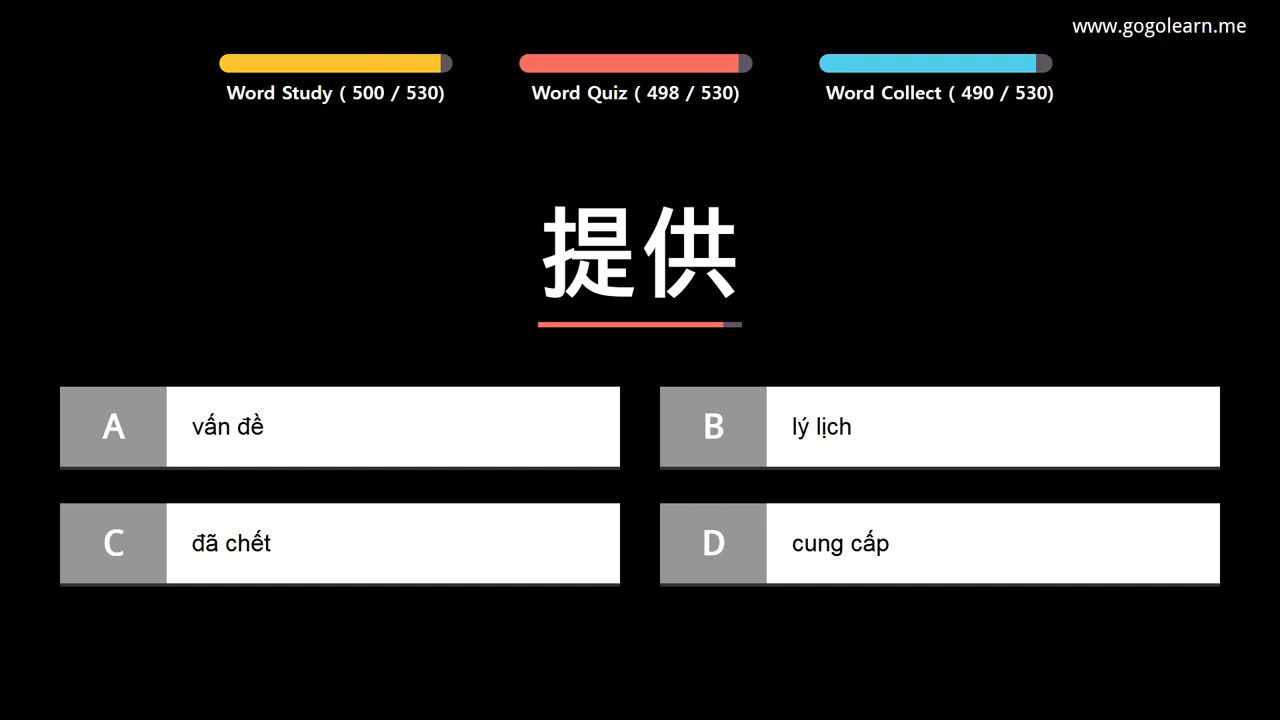 www.gogolearn.me
Word Study ( 500 / 530)
Word Quiz ( 498 / 530)
Word Collect ( 490 / 530)
提供
A vấn đề
B lý lịch
C đã chết
D cung cấp